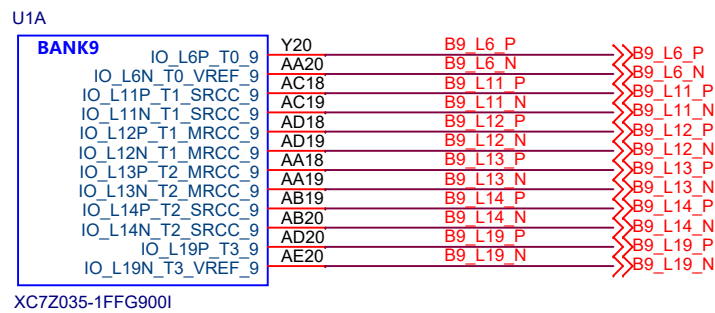 U1A
BANK9
IO_L6P_T0_9 Y20 B9_L6_P B9_L6_P
IO_L6N_T0_VREF_9 AA20 B9_L6_N B9_L6_N
IO_L11P_T1_SRCC_9 AC18 B9_L11_P B9_L11_P
IO_L11N_T1_SRCC_9 AC19 B9_L11_N B9_L11_N
IO_L12P_T1_MRCC_9 AD18 B9_L12_P B9_L12_P
IO_L12N_T1_MRCC_9 AD19 B9_L12_N B9_L12_N
IO_L13P_T2_MRCC_9 AA18 B9_L13_P B9_L13_P
IO_L13N_T2_MRCC_9 AA19 B9_L13_N B9_L13_N
IO_L14P_T2_SRCC_9 AB19 B9_L14_P B9_L14_P
IO_L14N_T2_SRCC_9 AB20 B9_L14_N B9_L14_N
IO_L19P_T3_9 AD20 B9_L19_P B9_L19_P
IO_L19N_T3_VREF_9 AE20 B9_L19_N B9_L19_N
XC7Z035-1FFG900I